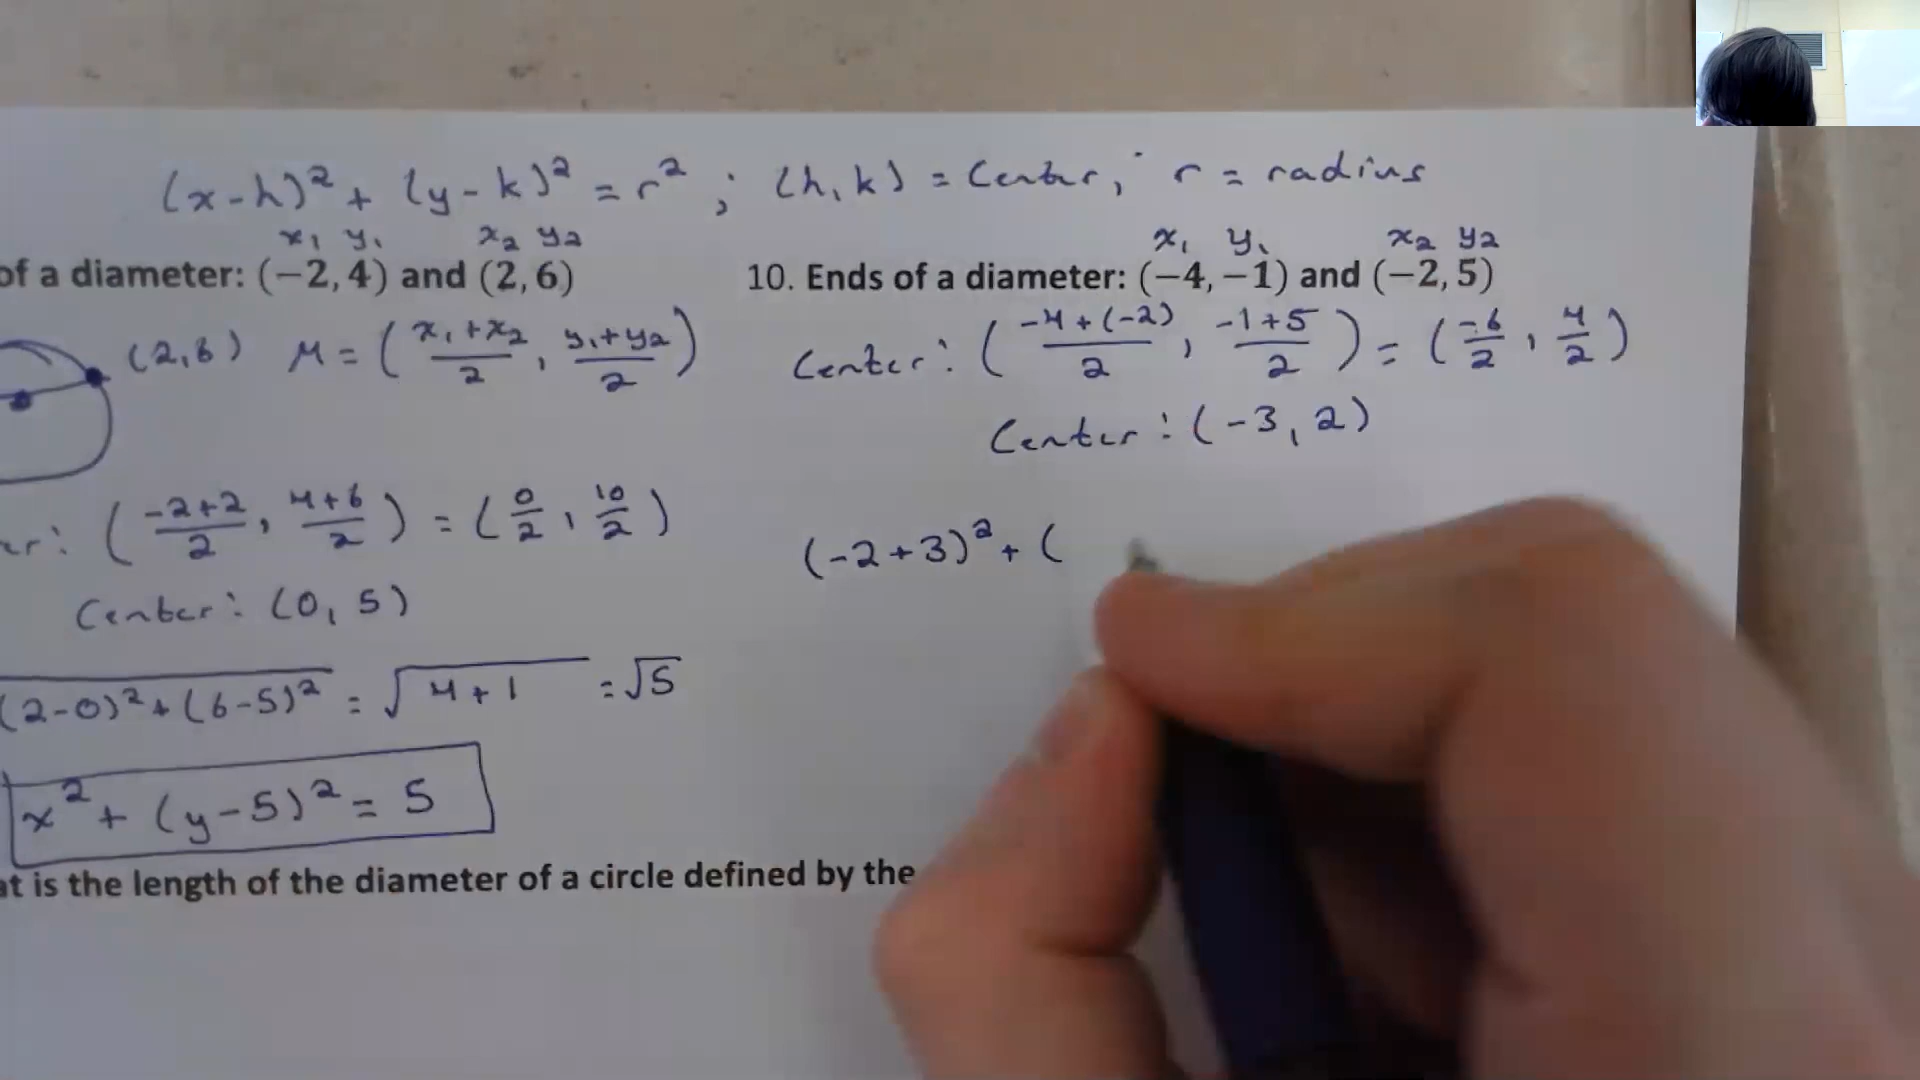 (x-h)² + (y-k)² = r² ; (h,k) = Center, r = radius
x₁ y₁ x₂ y₂
of a diameter: (−2, 4) and (2, 6)
(2,6) M = (x₁+x₂/2, y₁+y₂/2)
(-2+2/2, 4+6/2) = (0/2, 10/2)
Center: (0, 5)
(2-0)²+(6-5)² = √4+1 = √5
x² + (y-5)² = 5
at is the length of the diameter of a circle defined by the
x₁ y₁ x₂ y₂
10. Ends of a diameter: (−4, −1) and (−2, 5)
Center: (-4+(-2)/2, -1+5/2) = (-6/2, 4/2)
Center: (-3, 2)
(-2+3)² + (